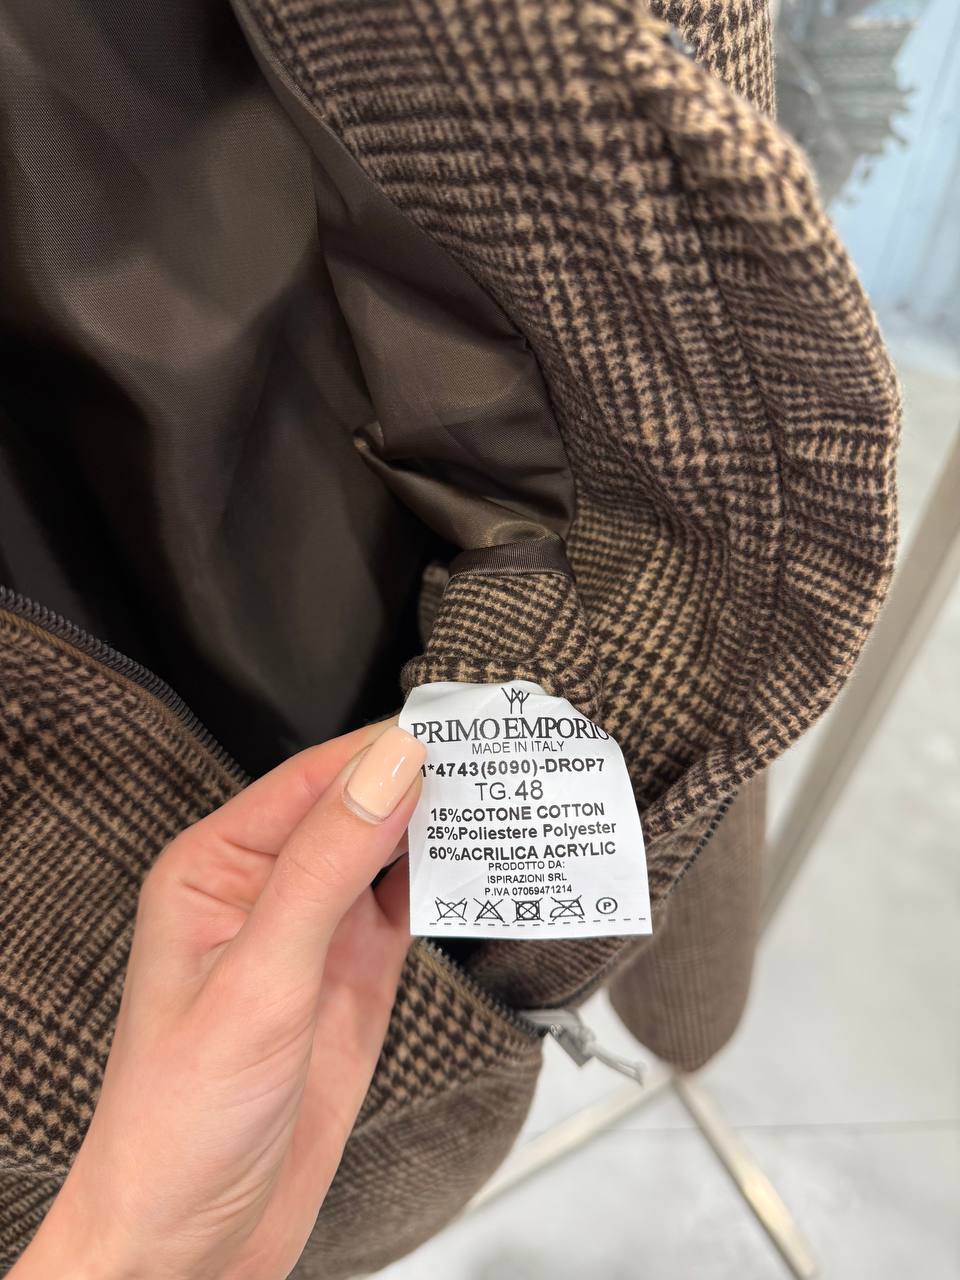 PRIMO EMPORIO
MADE IN ITALY
1*4743(5090)-DROP7
TG.48
15%COTONE COTTON
25%Poliestere Polyester
60%ACRILICA ACRYLIC
PRODOTTO DA:
ISPIRAZIONI SRL
P.IVA 07069471214
P